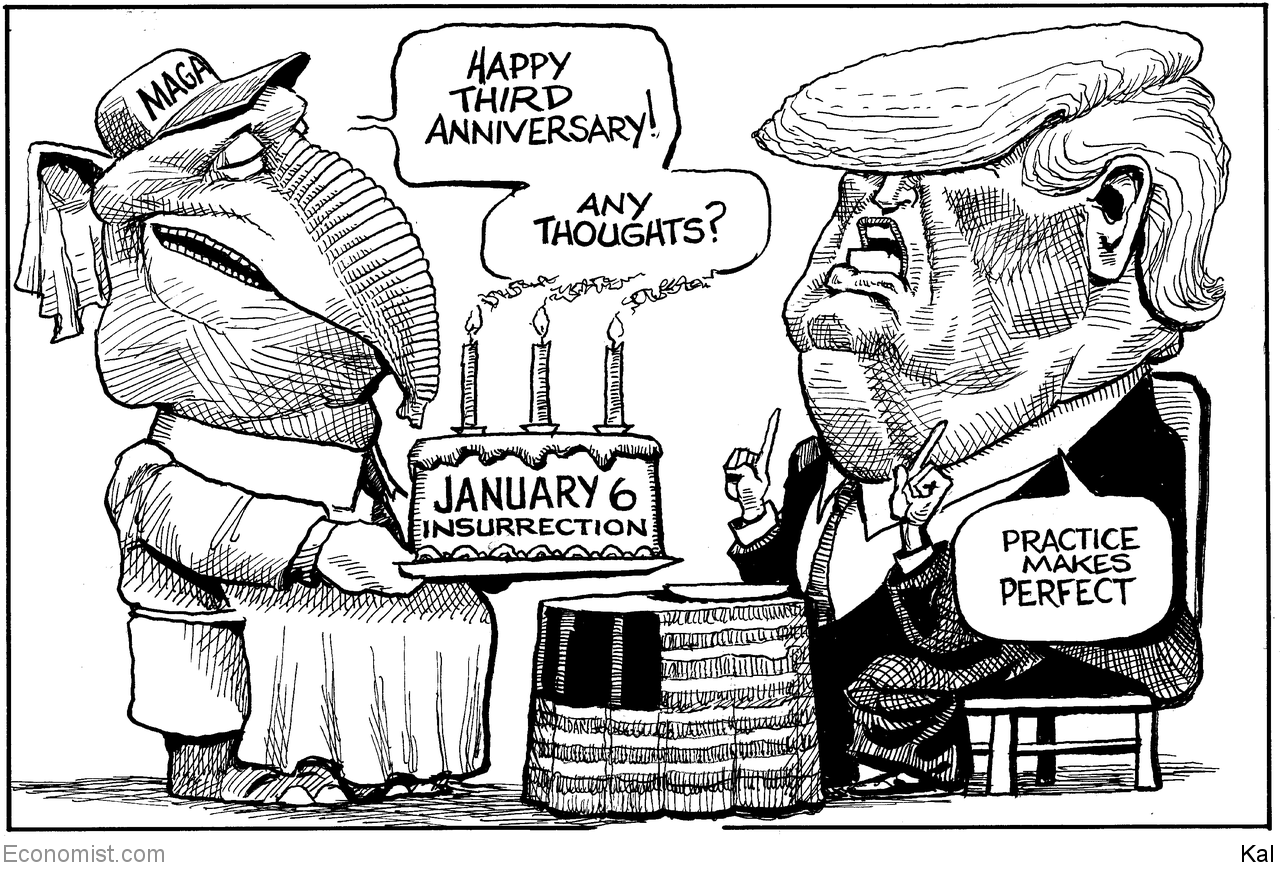 MAGA
HAPPY
THIRD
ANNIVERSARY!
ANY
THOUGHTS?
JANUARY 6
INSURRECTION
PRACTICE
MAKES
PERFECT
Economist.com
Kal